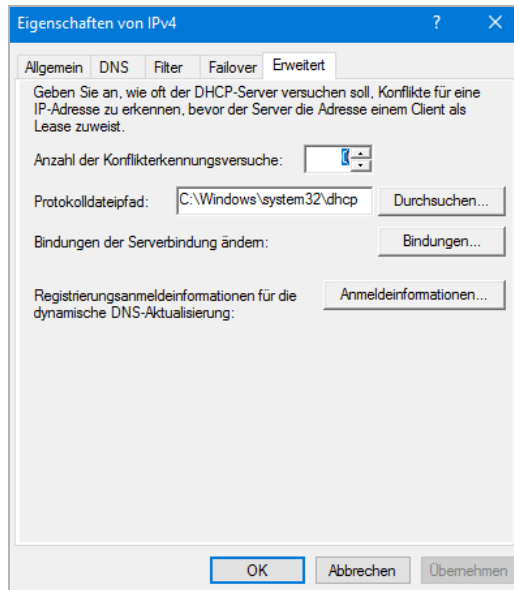 Eigenschaften von IPv4
?
Allgemein DNS Filter Failover Erweitert
Geben Sie an, wie oft der DHCP-Server versuchen soll, Konflikte für eine
IP-Adresse zu erkennen, bevor der Server die Adresse einem Client als
Lease zuweist.
Anzahl der Konflikterkennungsversuche:
Protokolldateipfad: C:\Windows\system32\dhcp Durchsuchen...
Bindungen der Serverbindung ändern: Bindungen...
Registrierungsanmeldeinformationen für die Anmeldeinformationen...
dynamische DNS-Aktualisierung:
OK Abbrechen Übernehmen